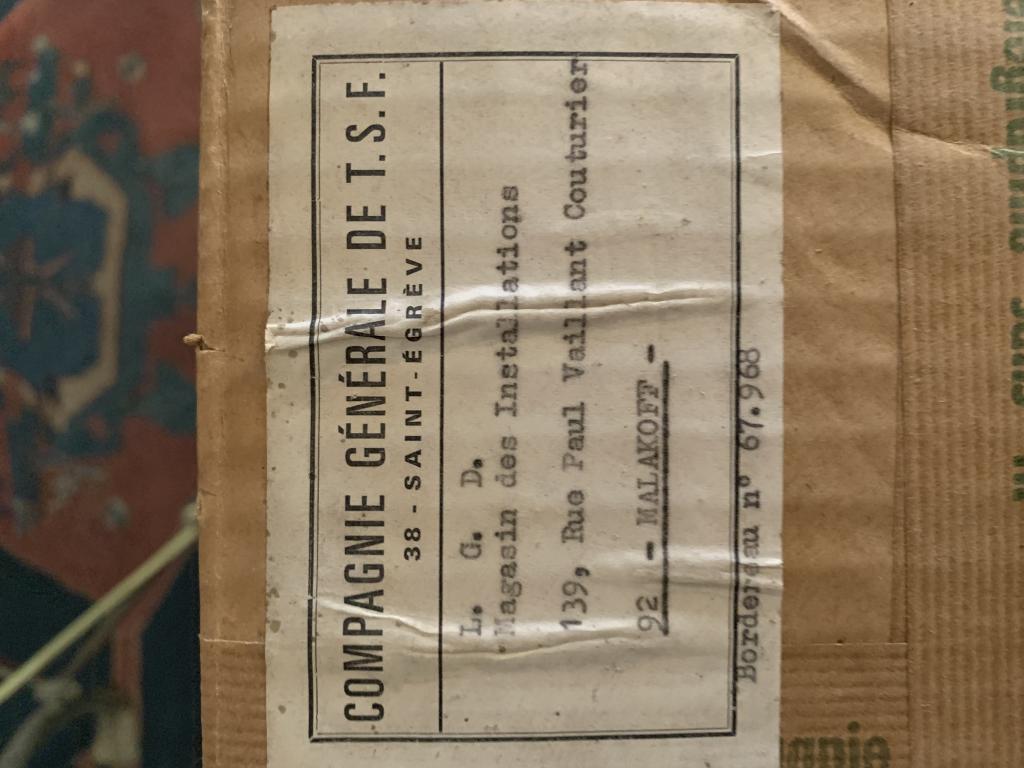 COMPAGNIE GÉNÉRALE DE T.S.F.
38 - SAINT-ÉGRÈVE
L. G. D.
Magasin des Installations
139, Rue Paul Vaillant Couturier
92 - MALAKOFF -
Bordereau n° 67.968